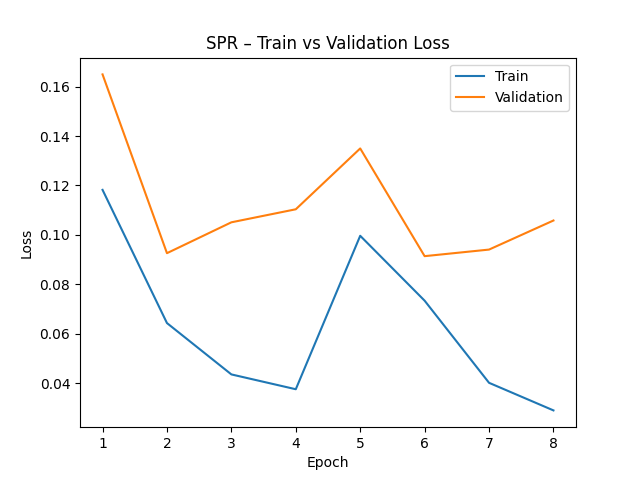 SPR – Train vs Validation Loss
Train
Validation
0.16
0.14
0.12
0.10
0.08
0.06
0.04
Loss
1 2 3 4 5 6 7 8
Epoch